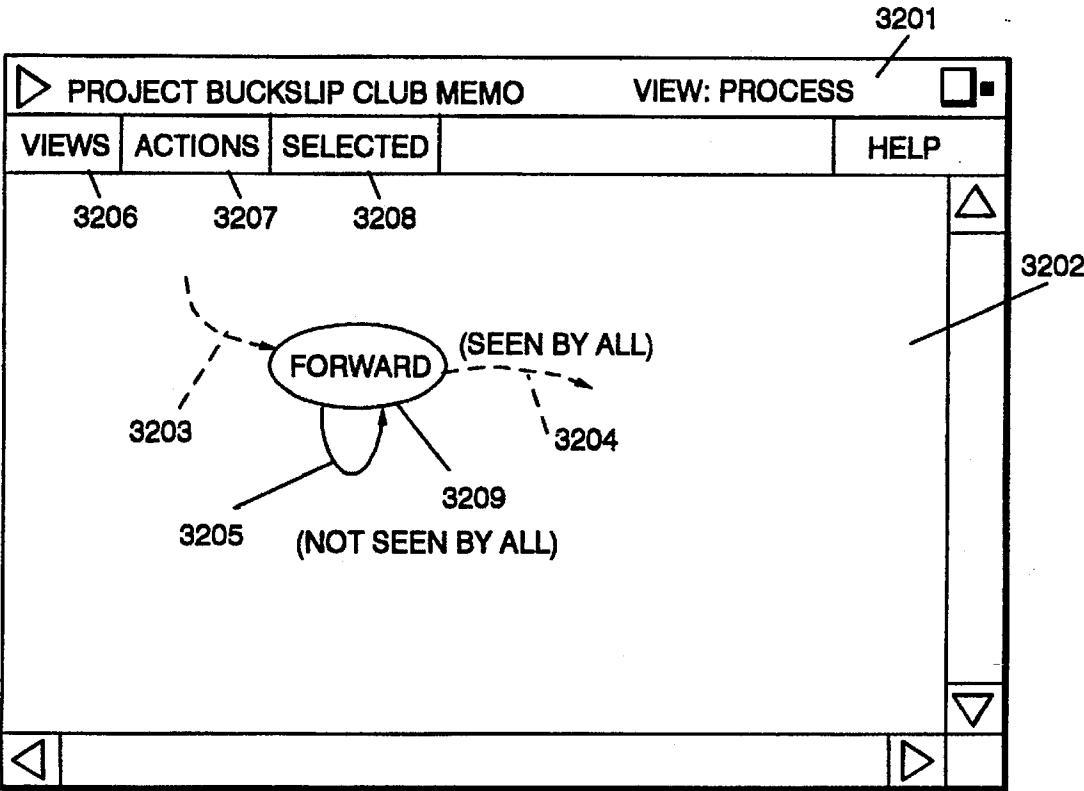 3201
PROJECT BUCKSLIP CLUB MEMO VIEW: PROCESS
VIEWS ACTIONS SELECTED HELP
3206 3207 3208
3202
(SEEN BY ALL)
FORWARD
3203 3204
3209
3205 (NOT SEEN BY ALL)